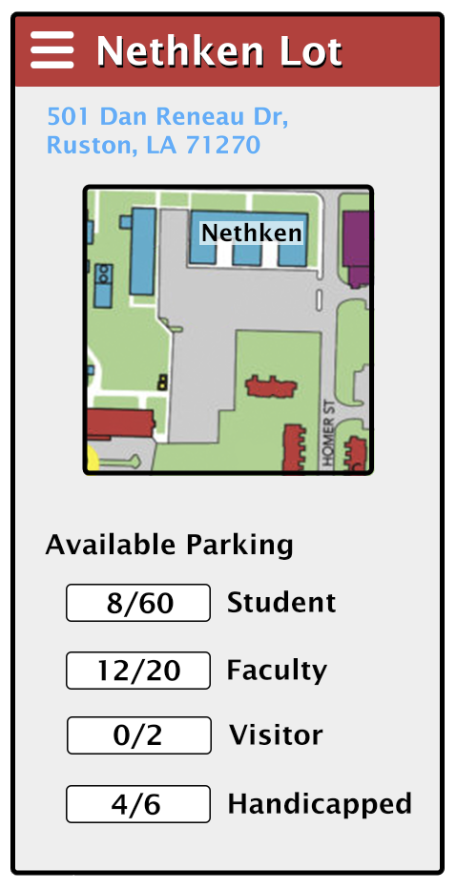 Nethken Lot
501 Dan Reneau Dr,
Ruston, LA 71270
Nethken
HOMER ST
Available Parking
8/60 Student
12/20 Faculty
0/2 Visitor
4/6 Handicapped